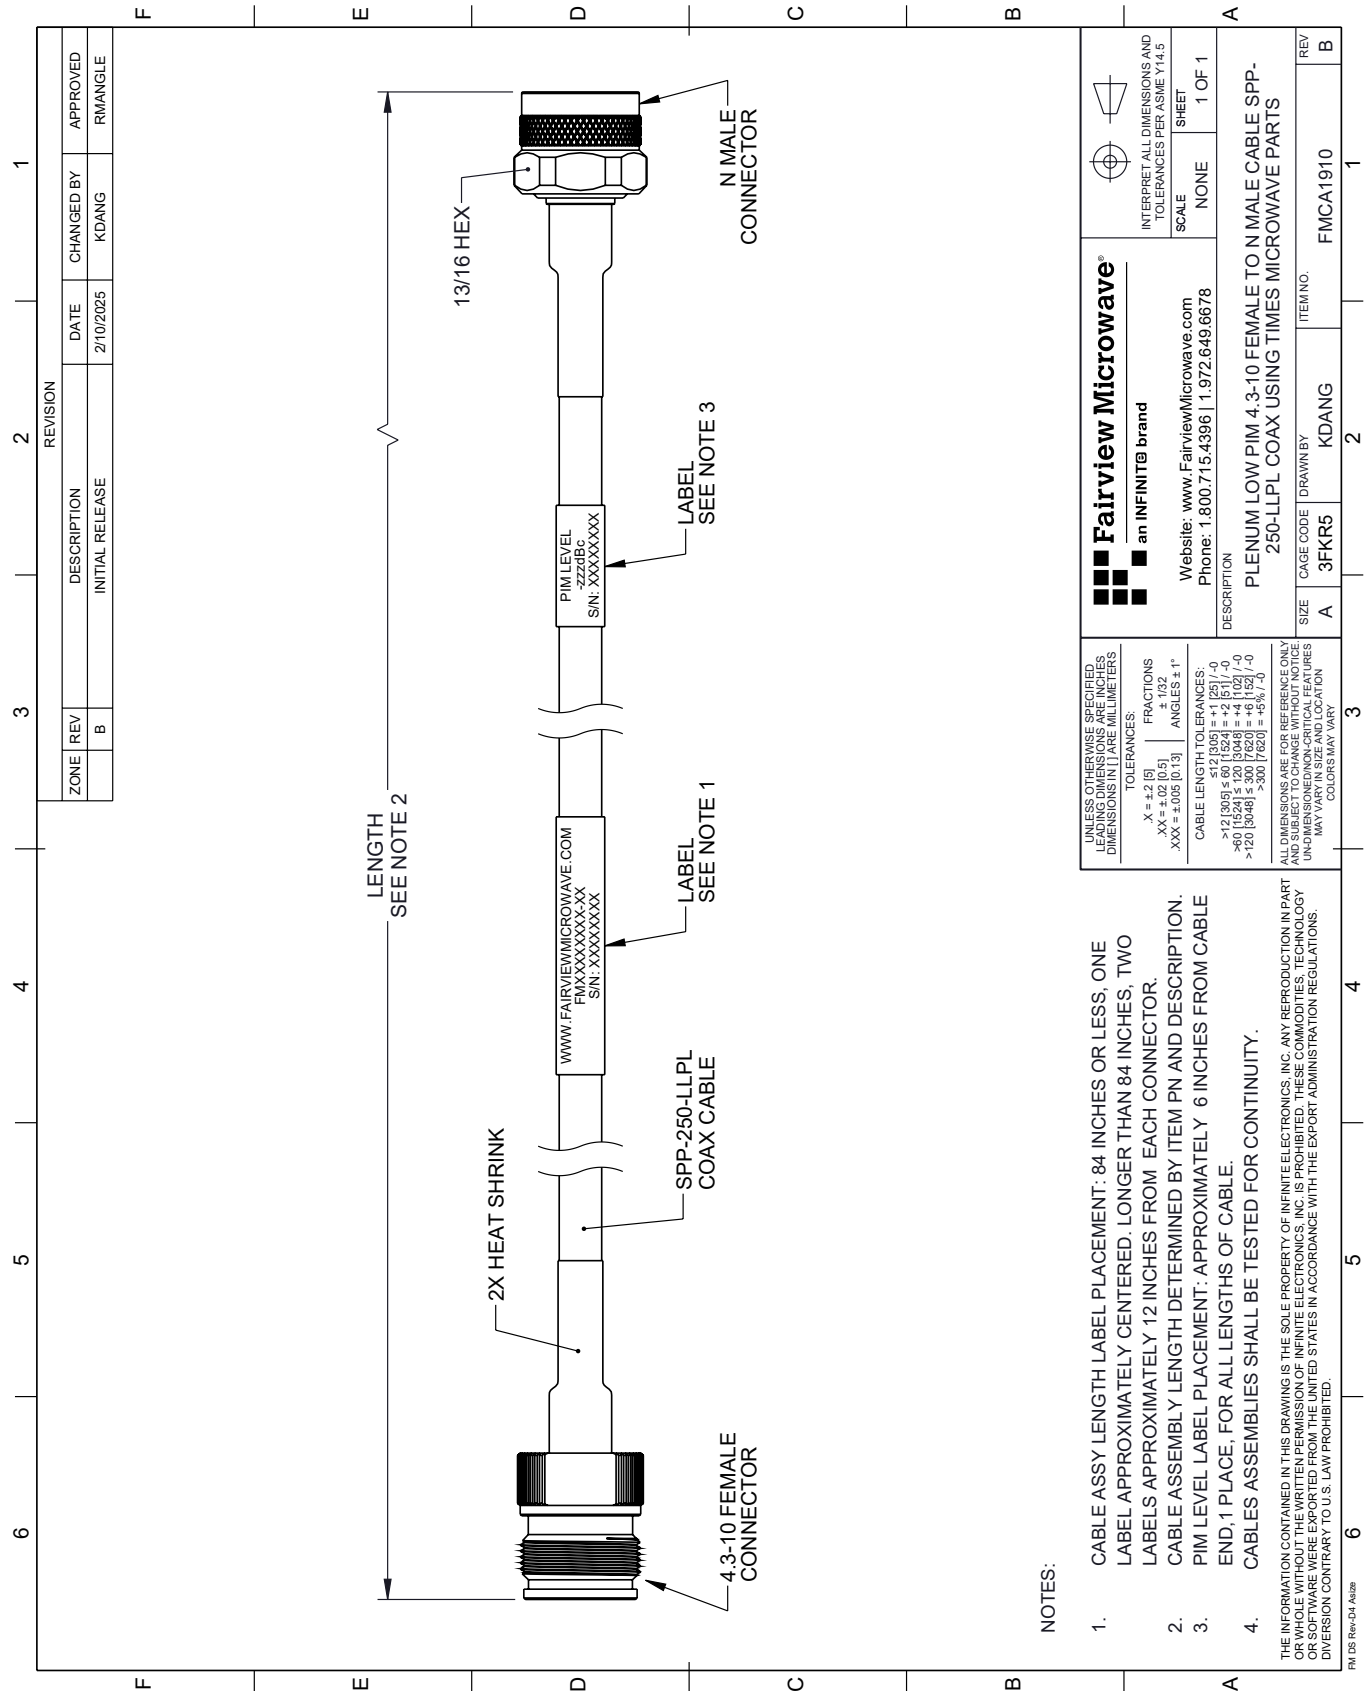 REVISION
ZONE REV DESCRIPTION DATE CHANGED BY APPROVED
B INITIAL RELEASE 2/10/2025 KDANG RMANGLE
6 5 4 3 2 1
F
E
D
C
B
A
LENGTH
SEE NOTE 2
13/16 HEX
2X HEAT SHRINK
WWW.FAIRVIEWMICROWAVE.COM
FMXXXXXXXXX-XX
S/N: XXXXXXXXX
PIM LEVEL
-zzzdBc
S/N: XXXXXXXXX
4.3-10 FEMALE
CONNECTOR
SPP-250-LLPL
COAX CABLE
LABEL
SEE NOTE 1
LABEL
SEE NOTE 3
N MALE
CONNECTOR
NOTES:
1. CABLE ASSY LENGTH LABEL PLACEMENT: 84 INCHES OR LESS, ONE
LABEL APPROXIMATELY CENTERED. LONGER THAN 84 INCHES, TWO
LABELS APPROXIMATELY 12 INCHES FROM EACH CONNECTOR.
2. CABLE ASSEMBLY LENGTH DETERMINED BY ITEM PN AND DESCRIPTION.
3. PIM LEVEL LABEL PLACEMENT: APPROXIMATELY 6 INCHES FROM CABLE
END,1 PLACE, FOR ALL LENGTHS OF CABLE.
4. CABLES ASSEMBLIES SHALL BE TESTED FOR CONTINUITY.
THE INFORMATION CONTAINED IN THIS DRAWING IS THE SOLE PROPERTY OF INFINITE ELECTRONICS, INC. ANY REPRODUCTION IN PART
OR WHOLE WITHOUT THE WRITTEN PERMISSION OF INFINITE ELECTRONICS, INC. IS PROHIBITED. THESE COMMODITIES, TECHNOLOGY
OR SOFTWARE WERE EXPORTED FROM THE UNITED STATES IN ACCORDANCE WITH THE EXPORT ADMINISTRATION REGULATIONS.
DIVERSION CONTRARY TO U.S. LAW PROHIBITED.
UNLESS OTHERWISE SPECIFIED
LEADING DIMENSIONS ARE INCHES
DIMENSIONS IN [ ] ARE MILLIMETERS
TOLERANCES:
.X = ±.2 [5]
.XX = ±.02 [0.5]
.XXX = ±.005 [0.13]
FRACTIONS
± 1/32
ANGLES ± 1°
CABLE LENGTH TOLERANCES:
≤12 [305] = +1 [25] / -0
>12 [305] ≤ 60 [1524] = +2 [51] / -0
>60 [1524] ≤ 120 [3048] = +4 [102] / -0
>120 [3048] ≤ 300 [7620] = +6 [152] / -0
>300 [7620] = +5% / -0
ALL DIMENSIONS ARE FOR REFERENCE ONLY
AND SUBJECT TO CHANGE WITHOUT NOTICE.
UN-DIMENSIONED/NON-CRITICAL FEATURES
MAY VARY IN SIZE AND LOCATION
COLORS MAY VARY
Fairview Microwave®
an INFINIT® brand
Website: www.FairviewMicrowave.com
Phone: 1.800.715.4396 | 1.972.649.6678
INTERPRET ALL DIMENSIONS AND
TOLERANCES PER ASME Y14.5
SCALE NONE
SHEET 1 OF 1
DESCRIPTION
PLENUM LOW PIM 4.3-10 FEMALE TO N MALE CABLE SPP-
250-LLPL COAX USING TIMES MICROWAVE PARTS
SIZE A
CAGE CODE 3FKR5
DRAWN BY KDANG
ITEM NO. FMCA1910
REV B
F
E
D
C
B
A
6 5 4 3 2 1
FM DS Rev-D4 Asize